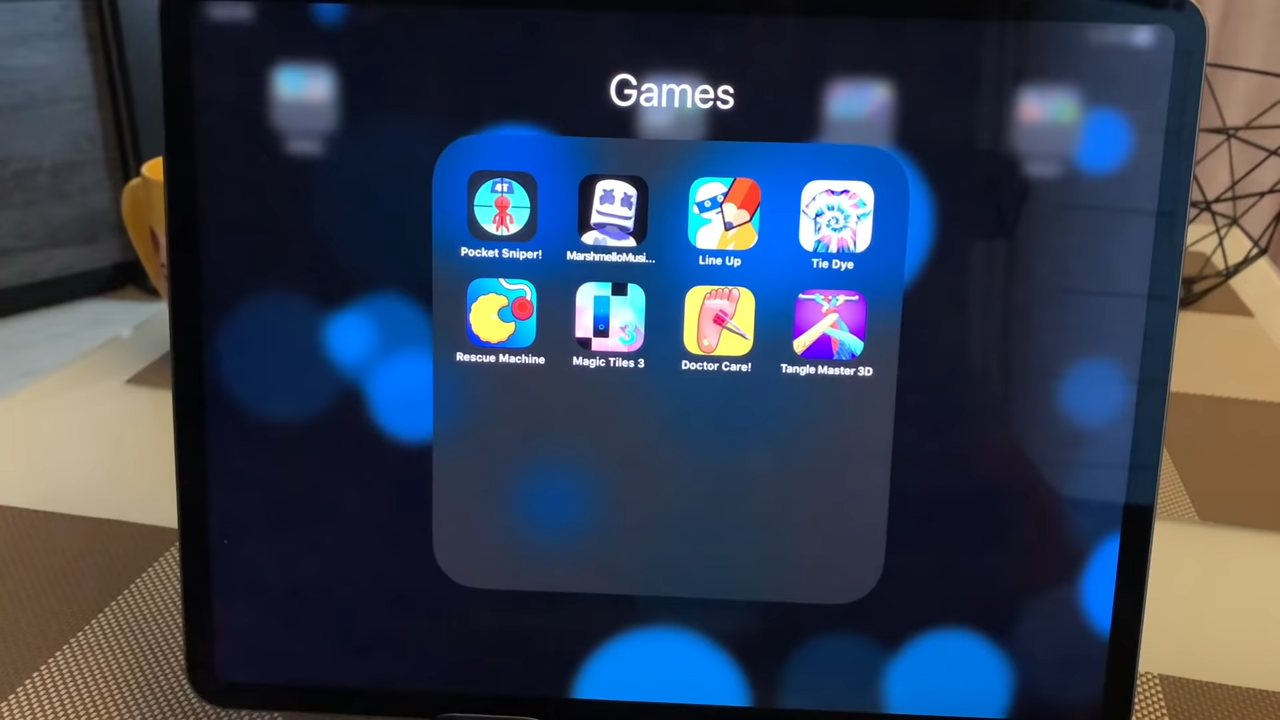 Games
Pocket Sniper!
MarshmelloMusi...
Line Up
Tie Dye
Rescue Machine
Magic Tiles 3
Doctor Care!
Tangle Master 3D